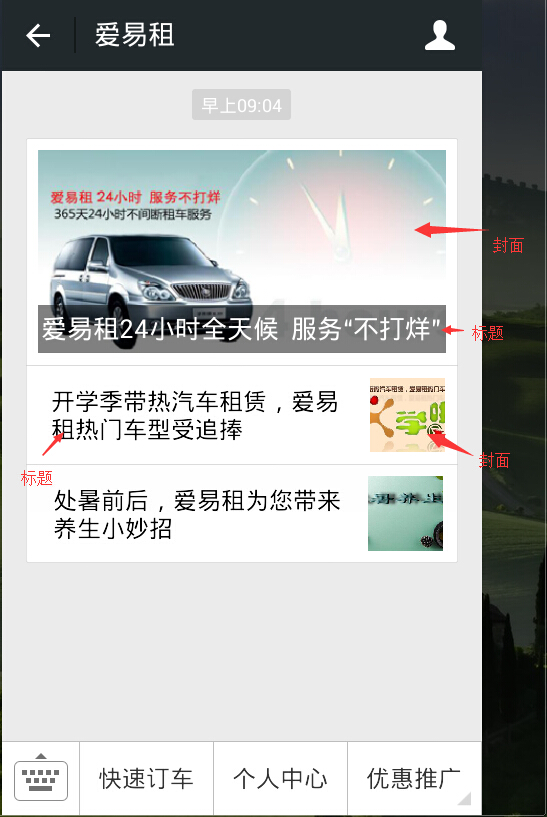 爱易租
早上09:04
爱易租 24小时 服务不打烊
365天24小时不间断租车服务
封面
爱易租24小时全天候 服务“不打烊”
标题
开学季带热汽车租赁，爱易
租热门车型受追捧
封面
标题
处暑前后，爱易租为您带来
养生小妙招
快速订车
个人中心
优惠推广